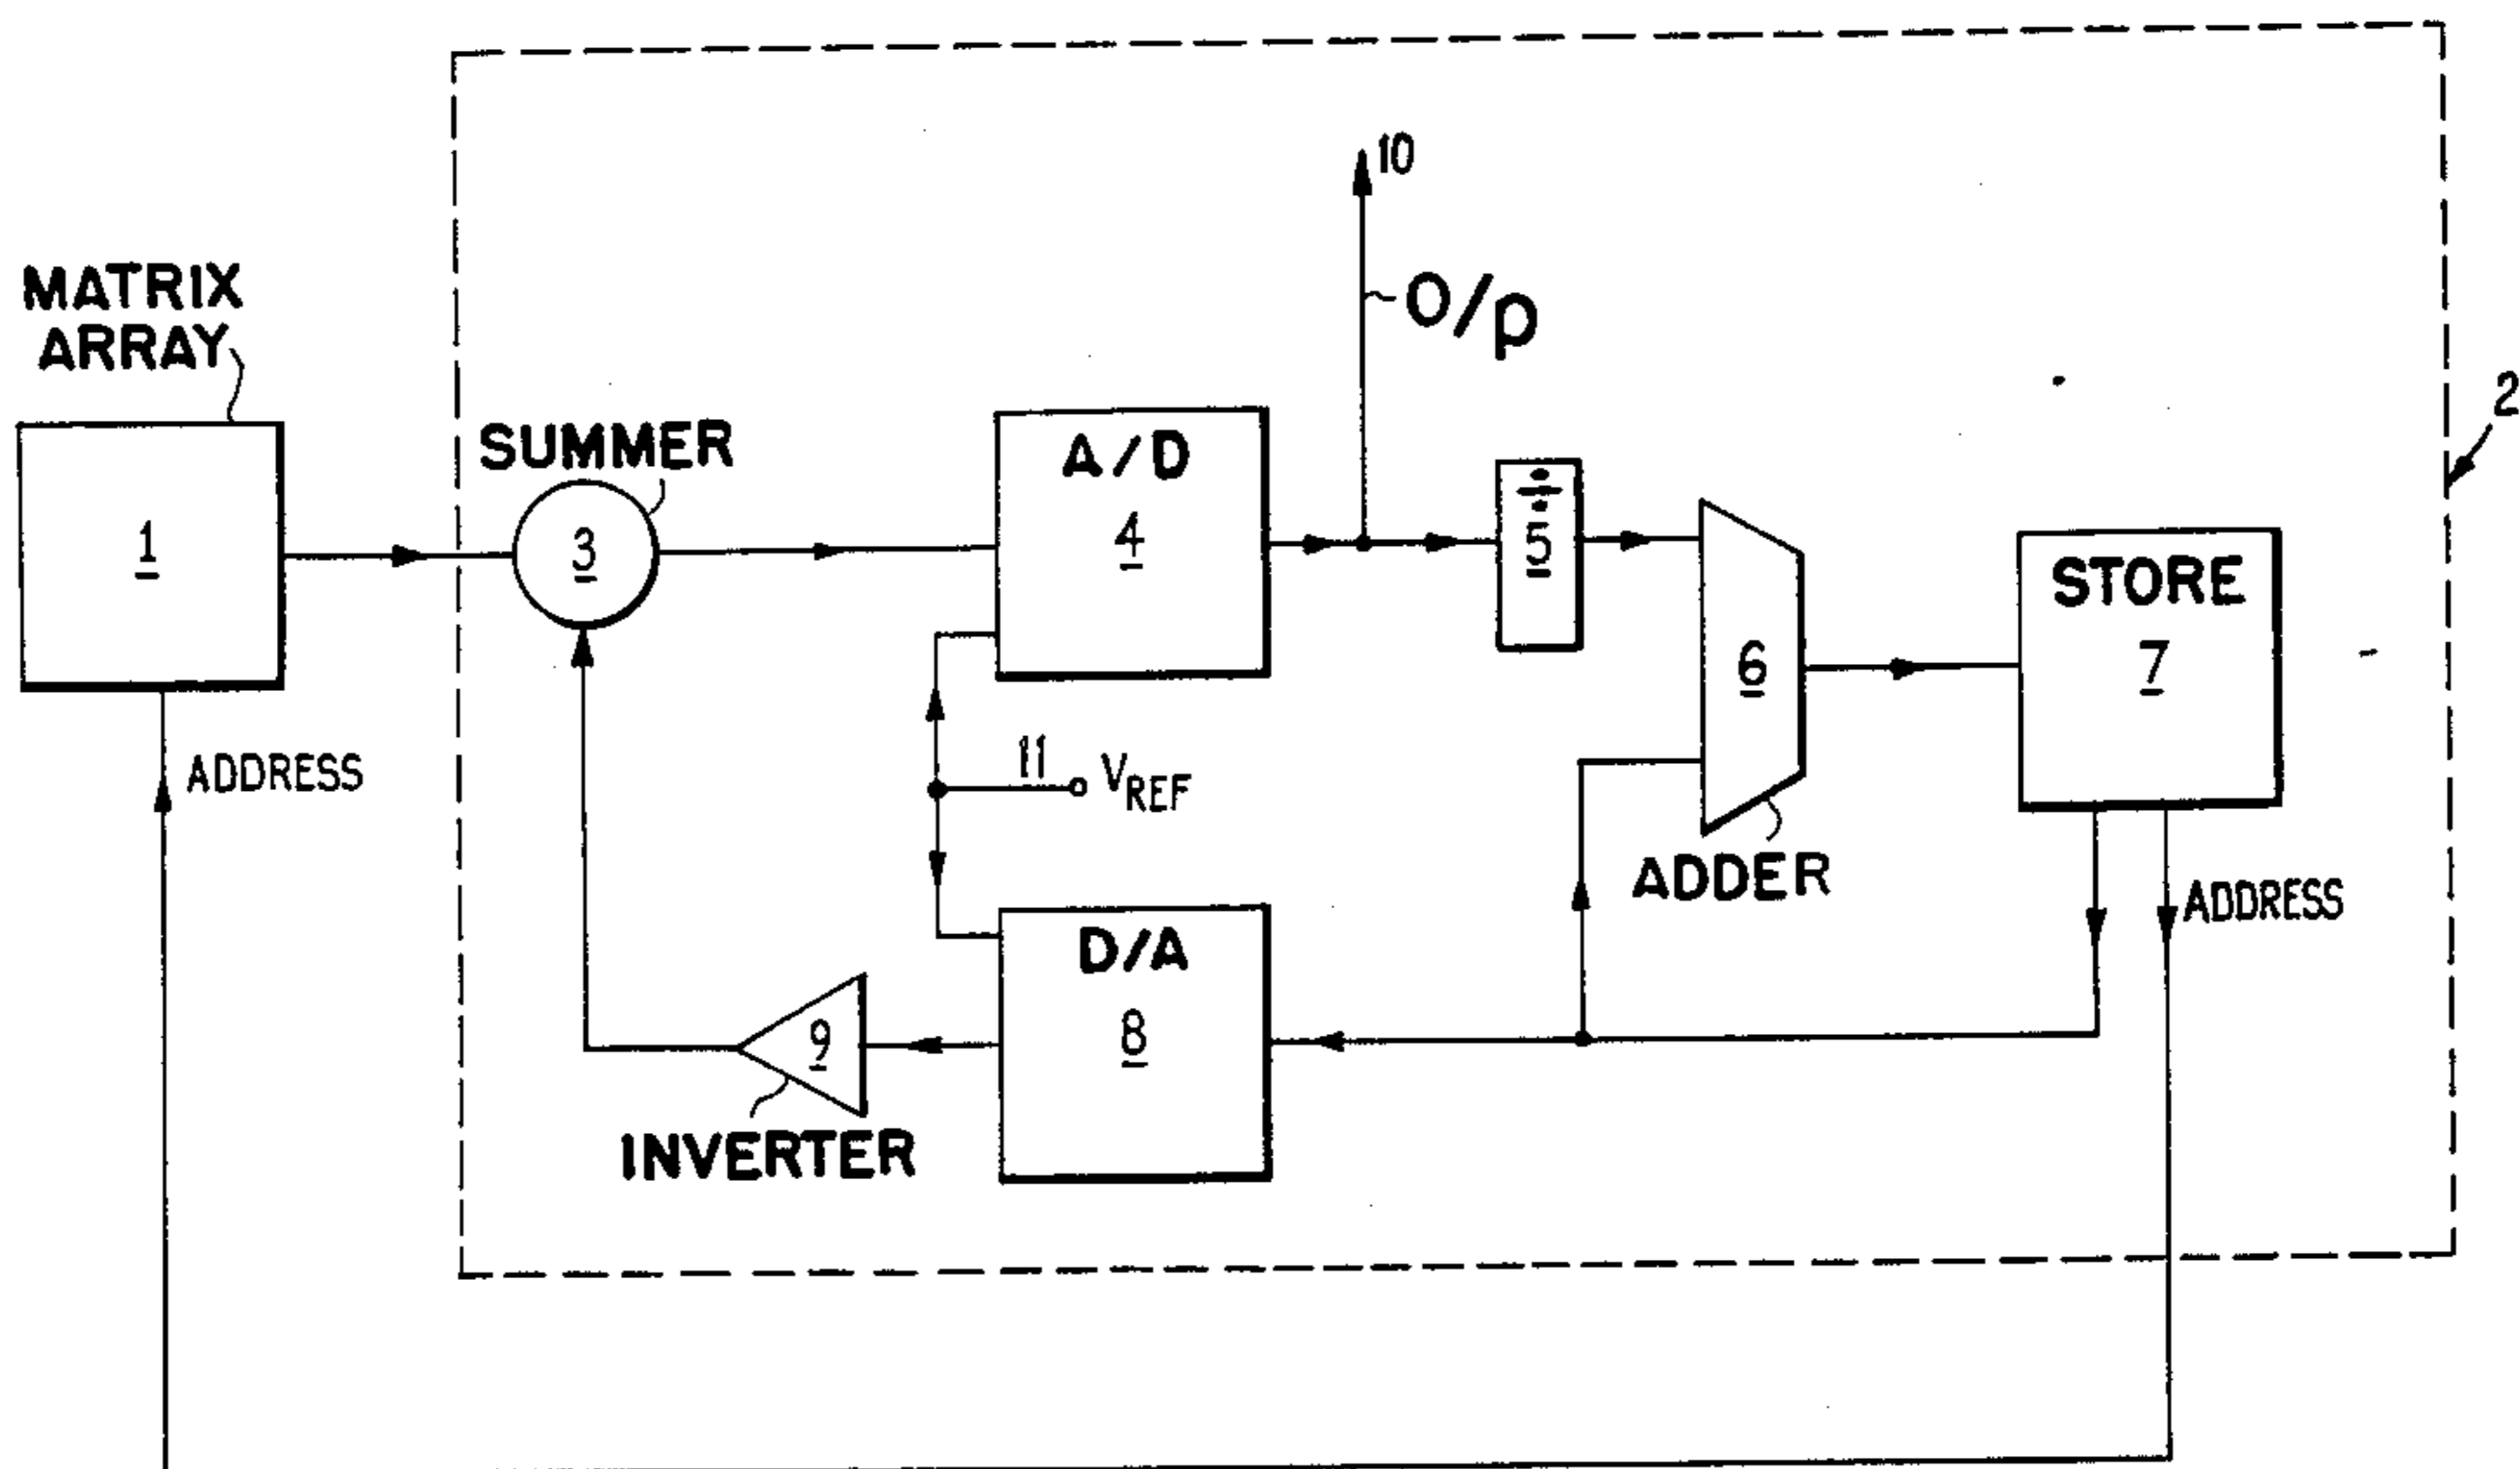 10
O/p
MATRIX
ARRAY
2
SUMMER
A/D
÷
1
3
4
5
STORE
6
7
ADDRESS
11
VREF
ADDER
ADDRESS
D/A
9
8
INVERTER